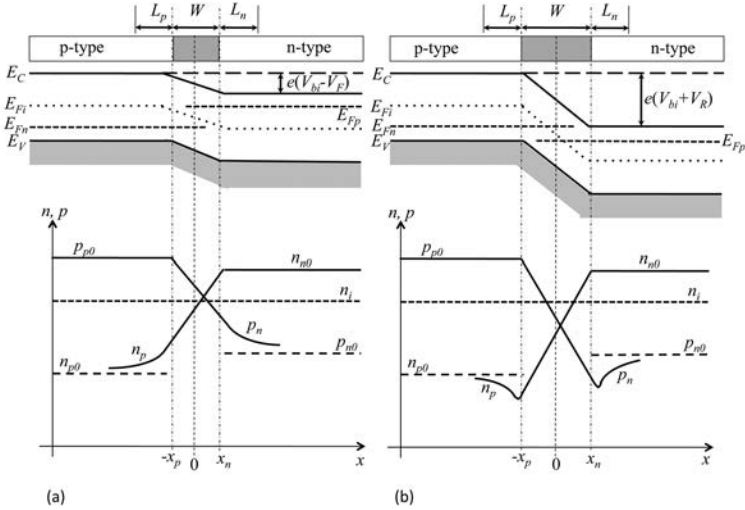 L_p W L_n
p-type n-type
E_C
e(V_bi-V_F)
E_Fi
E_Fp
E_Fn
E_V
n, p
p_p0
n_n0
n_i
p_n
n_p
p_n0
n_p0
-x_p 0 x_n x
(a)
L_p W L_n
p-type n-type
E_C
e(V_bi+V_R)
E_Fi
E_Fn
E_Fp
E_V
n, p
p_p0
n_n0
n_i
p_n0
n_p0
n_p
p_n
-x_p 0 x_n x
(b)